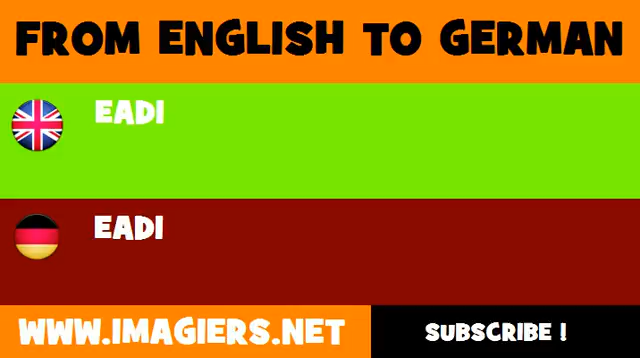 FROM ENGLISH TO GERMAN
EADI
EADI
WWW.IMAGIERS.NET
SUBSCRIBE !